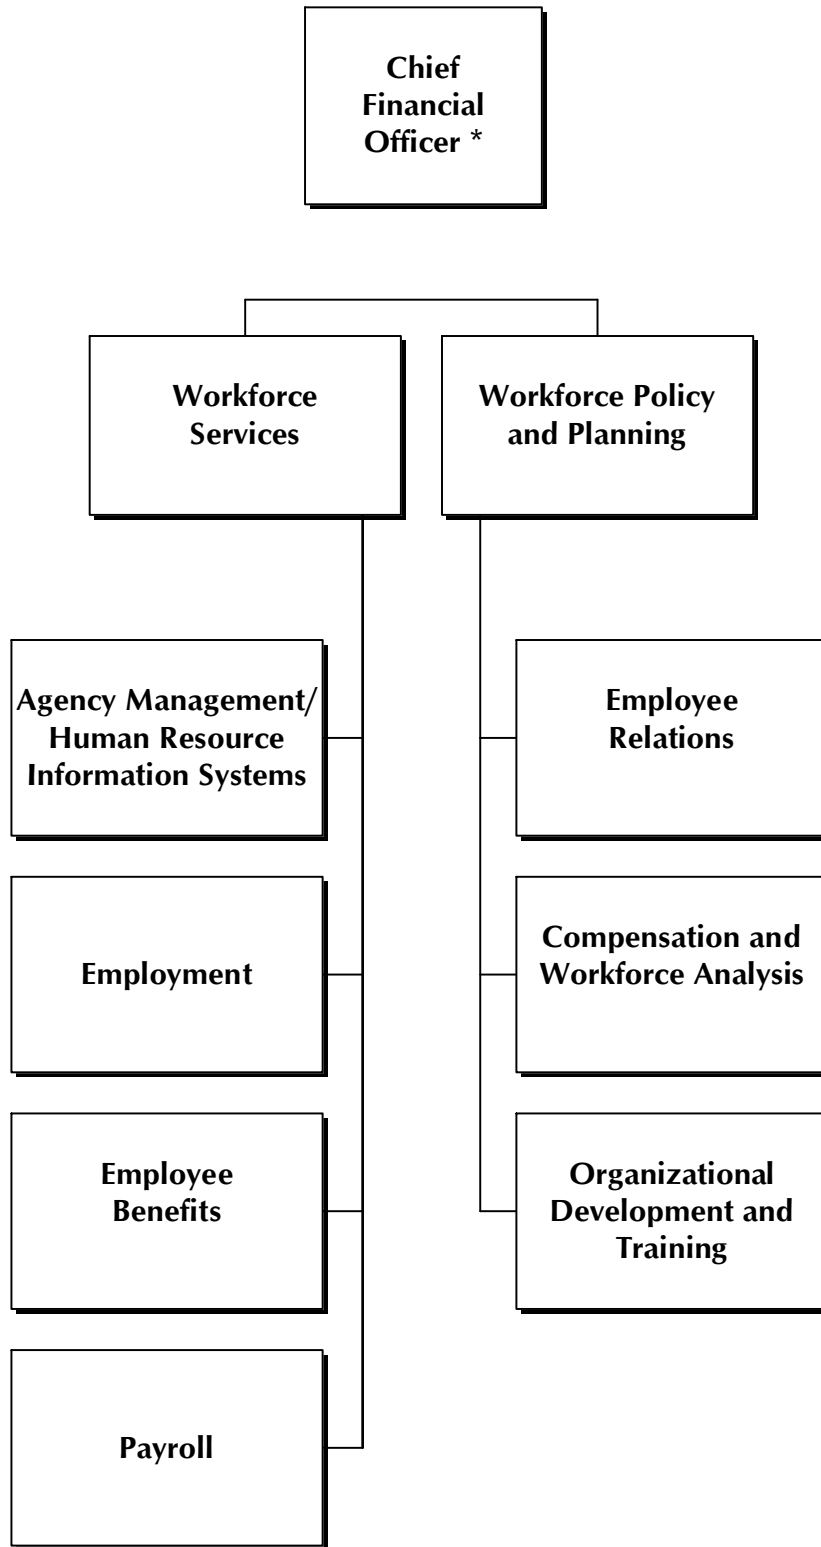 Chief
Financial
Officer *
Workforce
Services
Workforce Policy
and Planning
Agency Management/
Human Resource
Information Systems
Employee
Relations
Employment
Compensation and
Workforce Analysis
Employee
Benefits
Organizational
Development and
Training
Payroll